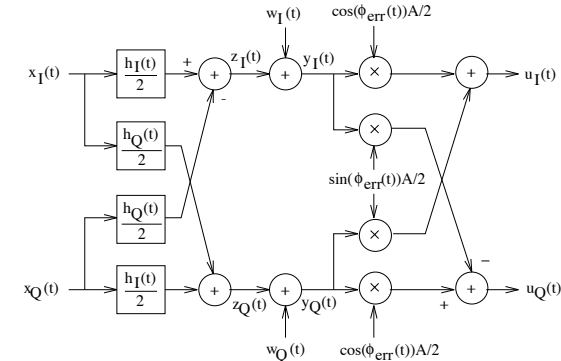 w_I(t)
cos(ϕ_err(t))A/2
x_I(t)
h_I(t)
2
+
+
-
z_I(t)
+
y_I(t)
×
+
u_I(t)
h_Q(t)
2
×
sin(ϕ_err(t))A/2
h_Q(t)
2
×
x_Q(t)
h_I(t)
2
+
z_Q(t)
+
y_Q(t)
×
+
−
+
u_Q(t)
w_Q(t)
cos(ϕ_err(t))A/2